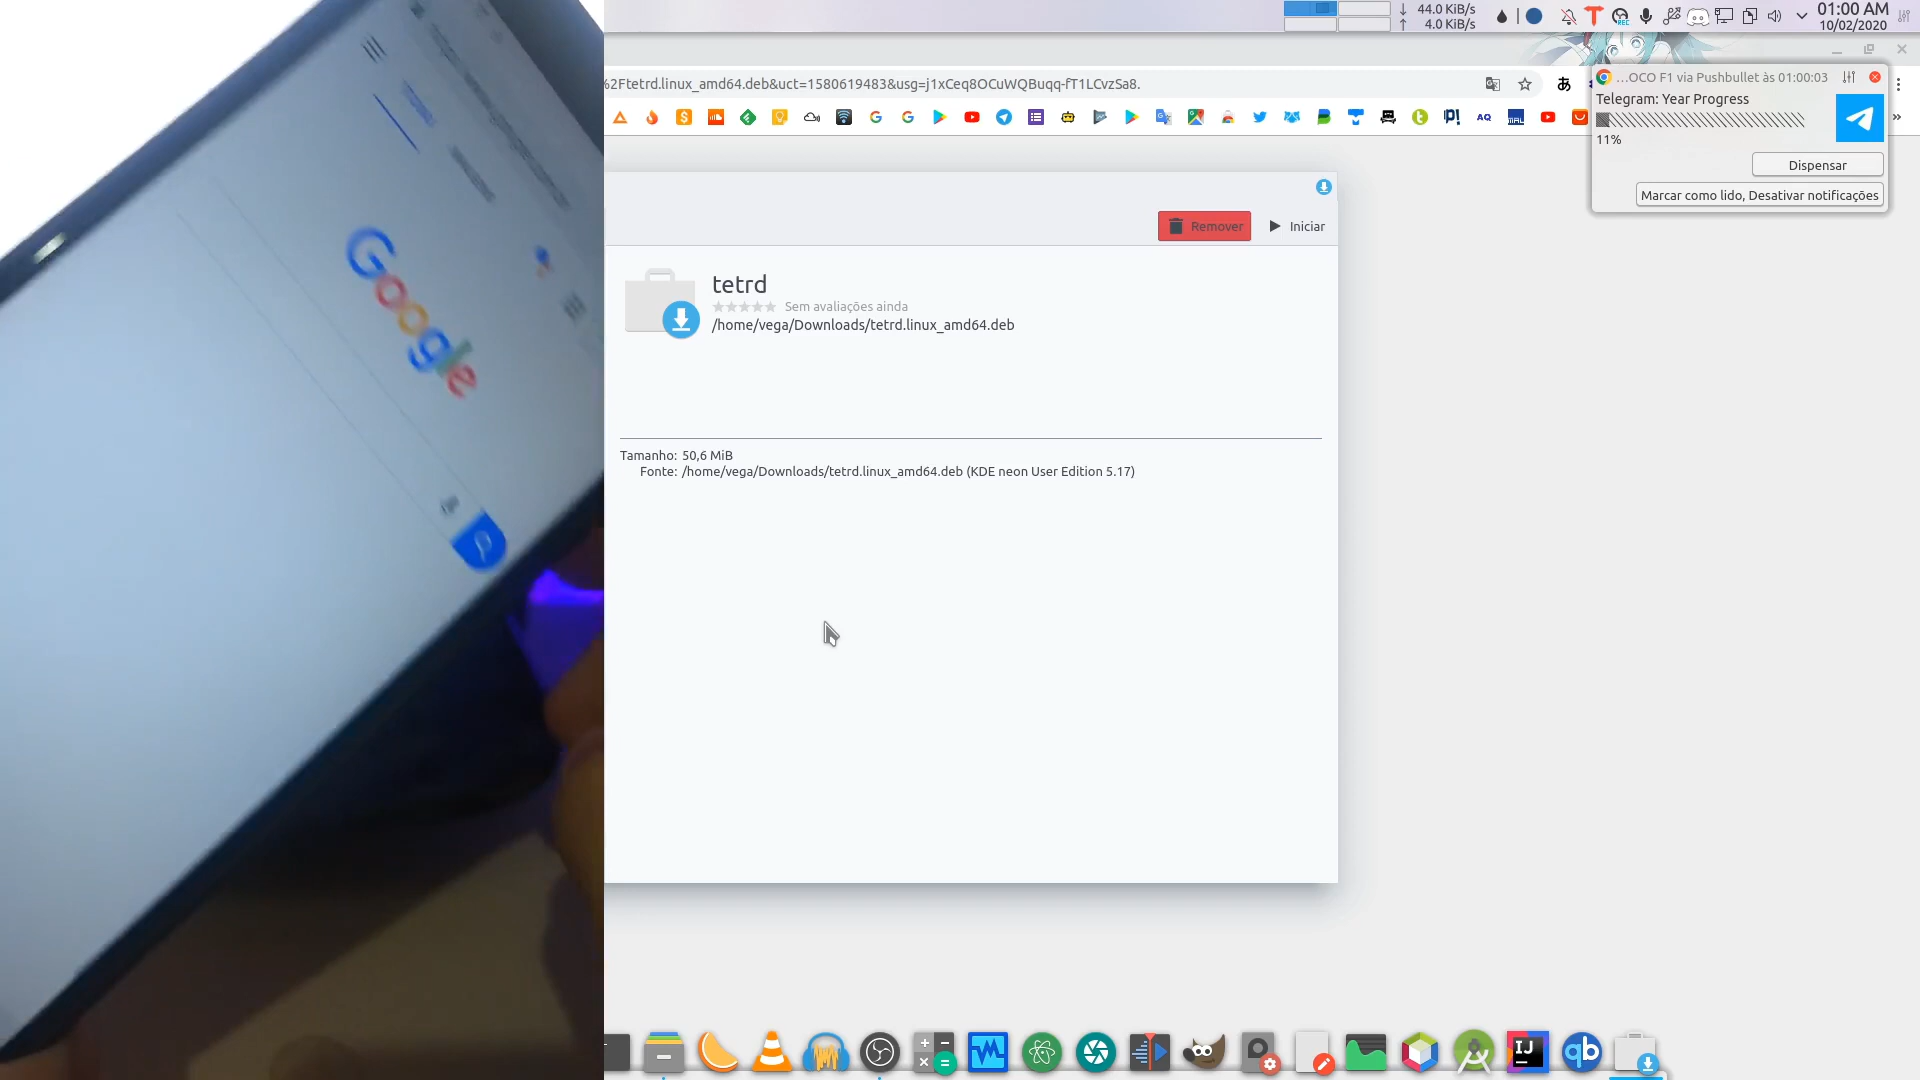 44.0 KiB/s
4.0 KiB/s
01:00 AM
10/02/2020
%2Ftetrd.linux_amd64.deb&uct=1580619483&usg=j1xCeq8OCuWQBuqq-fT1LCvzSa8.
あ
...OCO F1 via Pushbullet às 01:00:03
Telegram: Year Progress
11%
Dispensar
Marcar como lido, Desativar notificações
Remover
Iniciar
Google
tetrd
Sem avaliações ainda
/home/vega/Downloads/tetrd.linux_amd64.deb
Tamanho: 50,6 MiB
Fonte: /home/vega/Downloads/tetrd.linux_amd64.deb (KDE neon User Edition 5.17)
IJ
qb